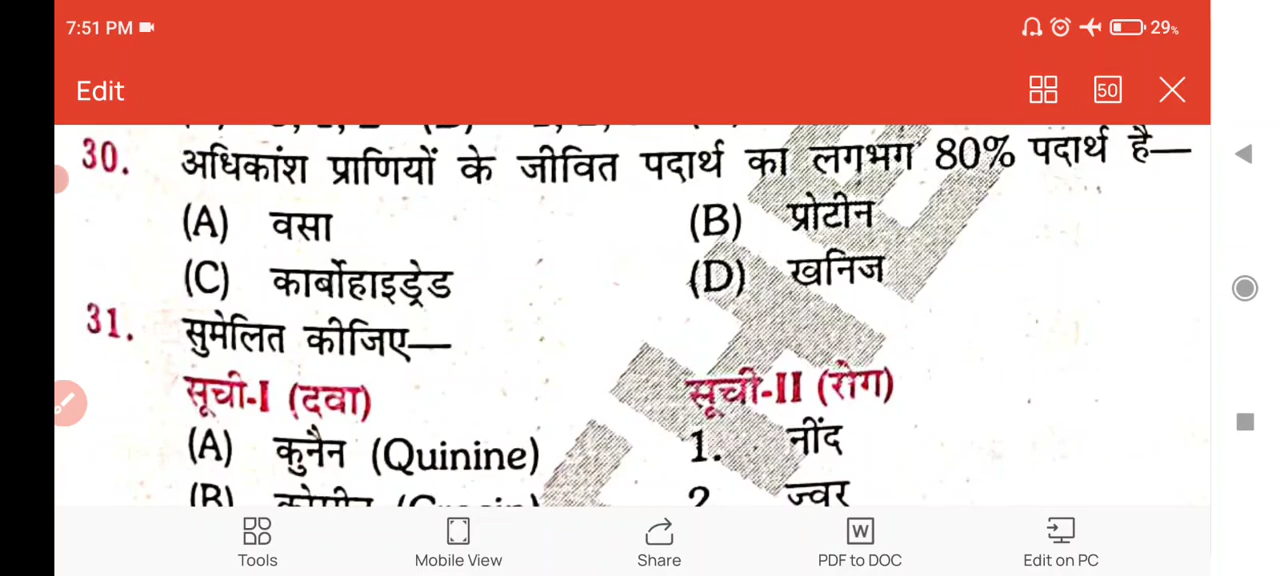 7:51 PM
29%
Edit
50
30. अधिकांश प्राणियों के जीवित पदार्थ का लगभग 80% पदार्थ है—
(A) वसा (B) प्रोटीन
(C) कार्बोहाइड्रेड (D) खनिज
31. सुमेलित कीजिए—
सूची-I (दवा) सूची-II (रोग)
(A) कुनैन (Quinine) 1. नींद
(B) 2. ज्वर
Tools Mobile View Share PDF to DOC Edit on PC